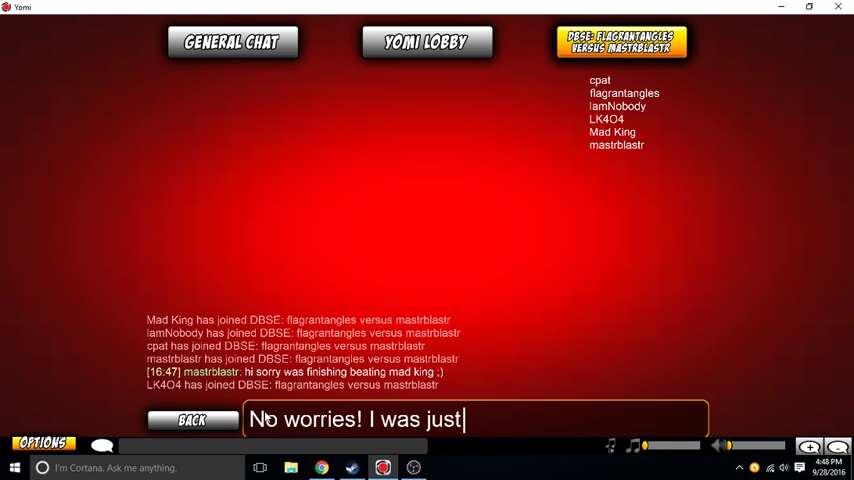 Yomi
GENERAL CHAT
YOMI LOBBY
DBSE: FLAGRANTANGLES
VERSUS MASTRBLASTR
cpat
flagrantangles
IamNobody
LK4O4
Mad King
mastrblastr
Mad King has joined DBSE: flagrantangles versus mastrblastr
IamNobody has joined DBSE: flagrantangles versus mastrblastr
cpat has joined DBSE: flagrantangles versus mastrblastr
mastrblastr has joined DBSE: flagrantangles versus mastrblastr
[16:47] mastrblastr: hi sorry was finishing beating mad king ;)
LK4O4 has joined DBSE: flagrantangles versus mastrblastr
BACK
No worries! I was just
OPTIONS
I'm Cortana. Ask me anything.
4:48 PM
9/28/2016